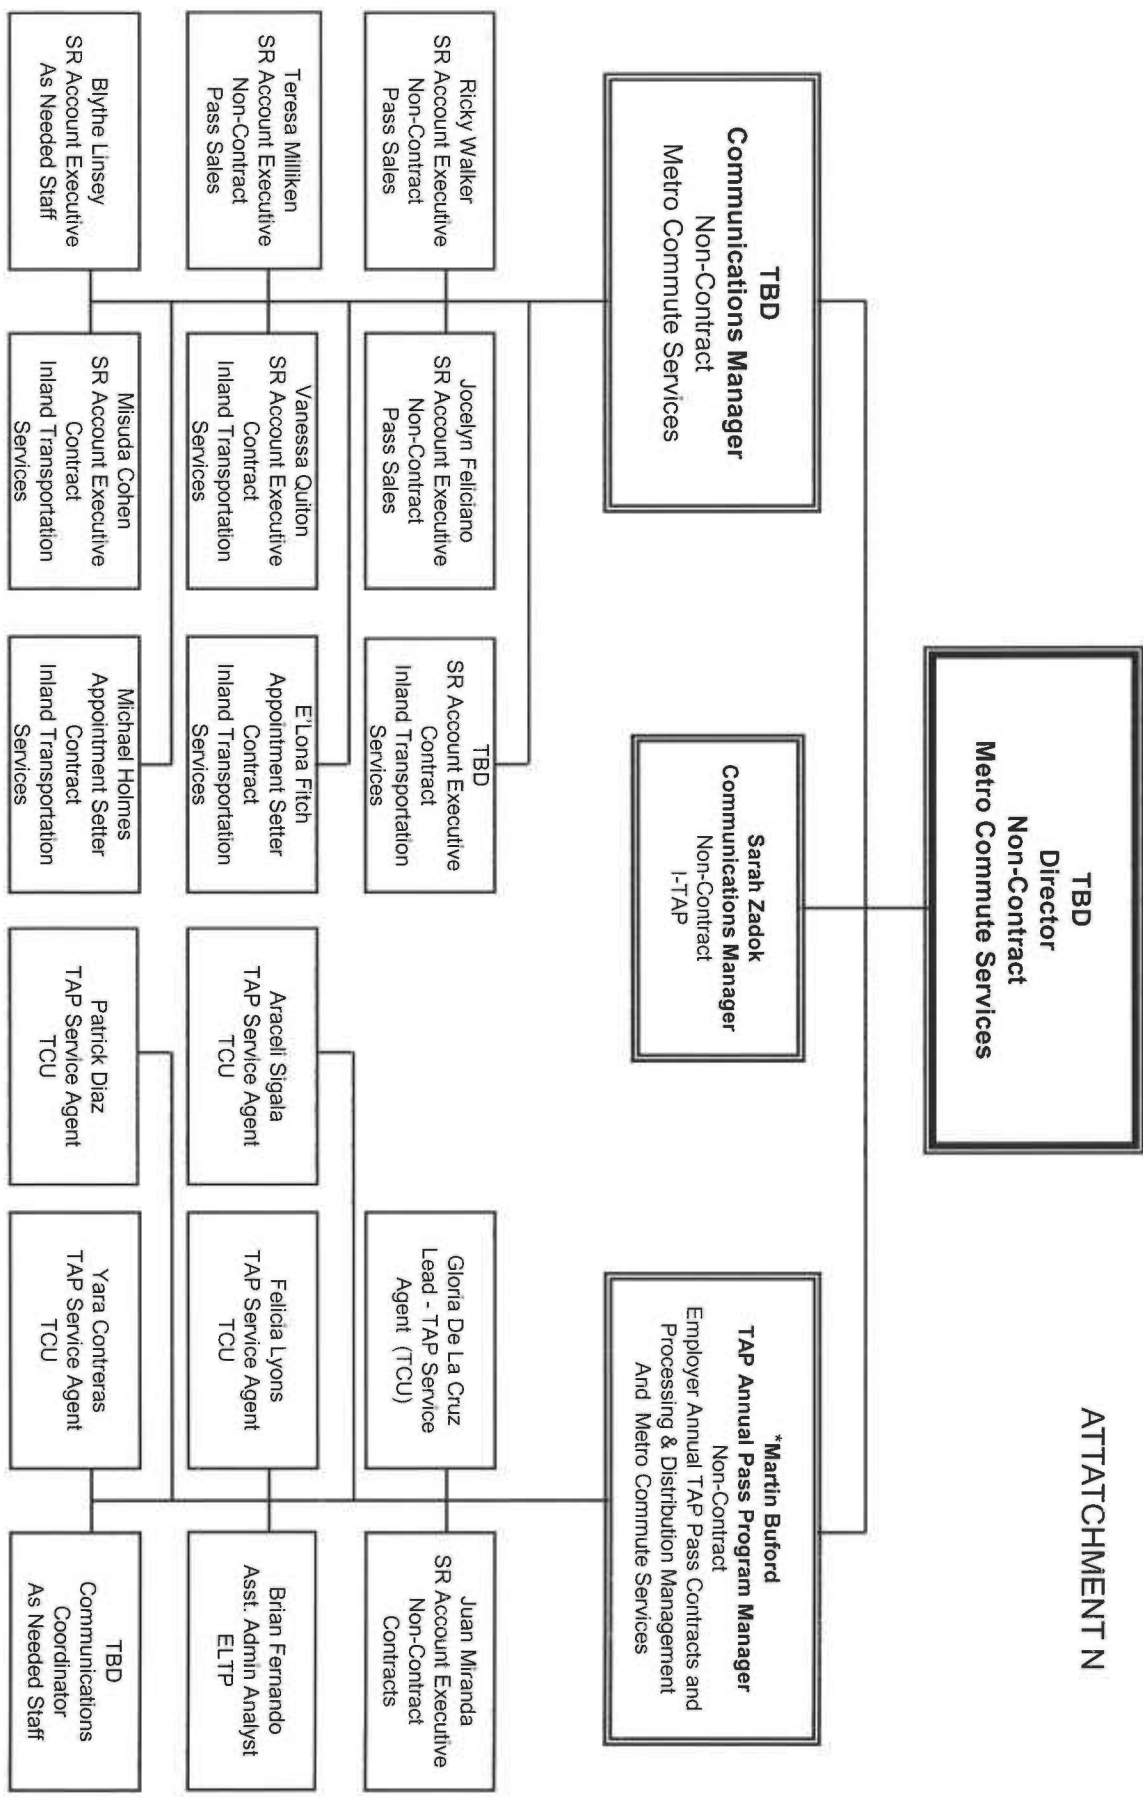 ATTATCHMENT N
TBD
Director
Non-Contract
Metro Commute Services
TBD
Communications Manager
Non-Contract
Metro Commute Services
Sarah Zadok
Communications Manager
Non-Contract
I-TAP
*Martin Buford
TAP Annual Pass Program Manager
Non-Contract
Employer Annual TAP Pass Contracts and
Processing & Distribution Management
And Metro Commute Services
Ricky Walker
SR Account Executive
Non-Contract
Pass Sales
Jocelyn Feliciano
SR Account Executive
Non-Contract
Pass Sales
TBD
SR Account Executive
Contract
Inland Transportation
Services
Gloria De La Cruz
Lead - TAP Service
Agent (TCU)
Juan Miranda
SR Account Executive
Non-Contract
Contracts
Teresa Milliken
SR Account Executive
Non-Contract
Pass Sales
Vanessa Quiton
SR Account Executive
Contract
Inland Transportation
Services
E'Lona Fitch
Appointment Setter
Contract
Inland Transportation
Services
Araceli Sigala
TAP Service Agent
TCU
Felicia Lyons
TAP Service Agent
TCU
Brian Fernando
Asst. Admin Analyst
ELTP
Blythe Linsey
SR Account Executive
As Needed Staff
Misuda Cohen
SR Account Executive
Contract
Inland Transportation
Services
Michael Holmes
Appointment Setter
Contract
Inland Transportation
Services
Patrick Diaz
TAP Service Agent
TCU
Yara Contreras
TAP Service Agent
TCU
TBD
Communications
Coordinator
As Needed Staff